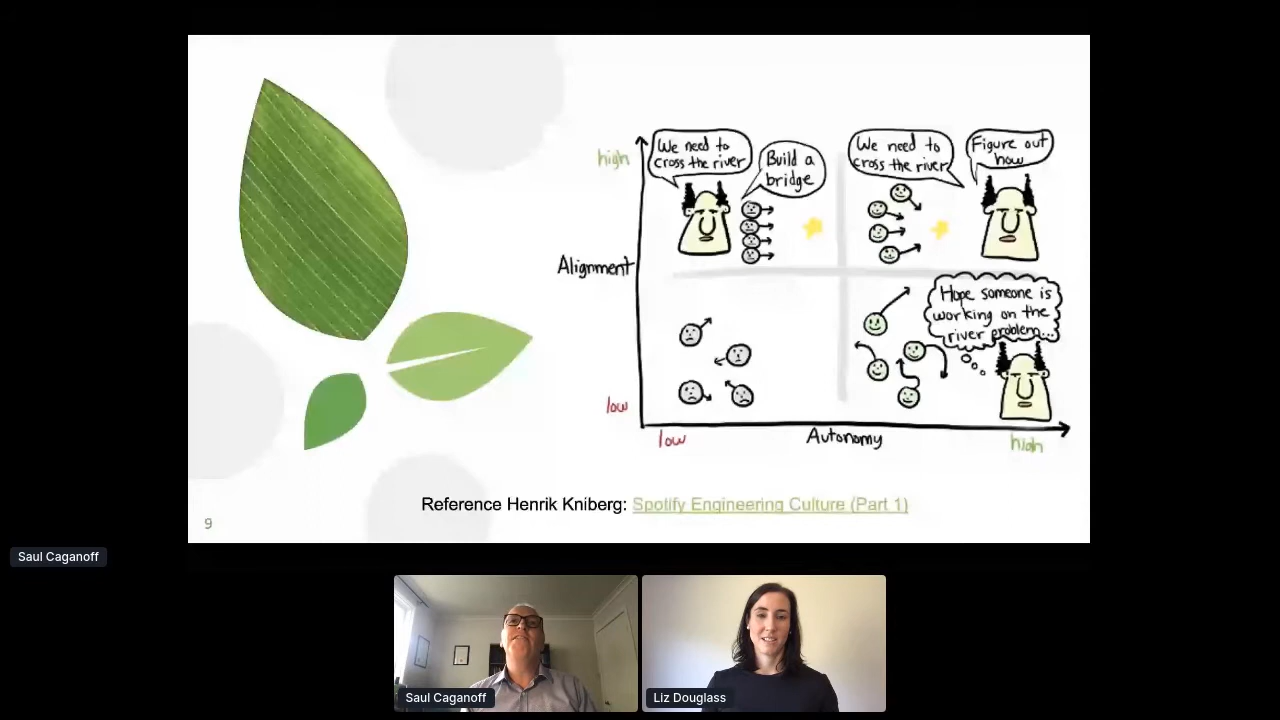 We need to
cross the river
Build a
bridge
We need to
cross the river
Figure out
how
high
Alignment
Hope someone is
working on the
river problem...
low
low
Autonomy
high
Reference Henrik Kniberg: Spotify Engineering Culture (Part 1)
9
Saul Caganoff
Saul Caganoff
Liz Douglass